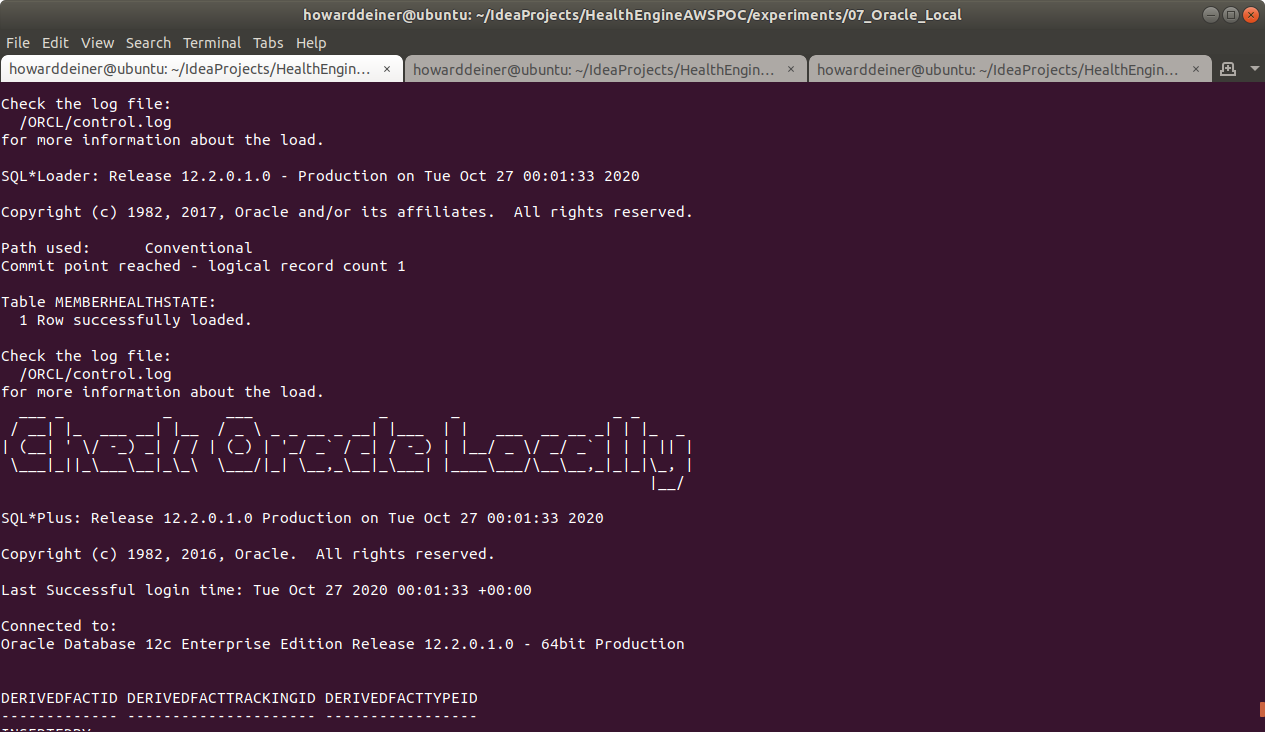 howarddeiner@ubuntu: ~/IdeaProjects/HealthEngineAWSPOC/experiments/07_Oracle_Local
File Edit View Search Terminal Tabs Help
howarddeiner@ubuntu: ~/IdeaProjects/HealthEngin... × howarddeiner@ubuntu: ~/IdeaProjects/HealthEngin... × howarddeiner@ubuntu: ~/IdeaProjects/HealthEngin... ×
Check the log file:
/ORCL/control.log
for more information about the load.
SQL*Loader: Release 12.2.0.1.0 - Production on Tue Oct 27 00:01:33 2020
Copyright (c) 1982, 2017, Oracle and/or its affiliates.  All rights reserved.
Path used:      Conventional
Commit point reached - logical record count 1
Table MEMBERHEALTHSTATE:
1 Row successfully loaded.
Check the log file:
/ORCL/control.log
for more information about the load.
Check Oracle Locally
SQL*Plus: Release 12.2.0.1.0 Production on Tue Oct 27 00:01:33 2020
Copyright (c) 1982, 2016, Oracle.  All rights reserved.
Last Successful login time: Tue Oct 27 2020 00:01:33 +00:00
Connected to:
Oracle Database 12c Enterprise Edition Release 12.2.0.1.0 - 64bit Production
DERIVEDFACTID DERIVEDFACTTRACKINGID DERIVEDFACTTYPEID
------------- --------------------- -----------------
INSERTEDBY